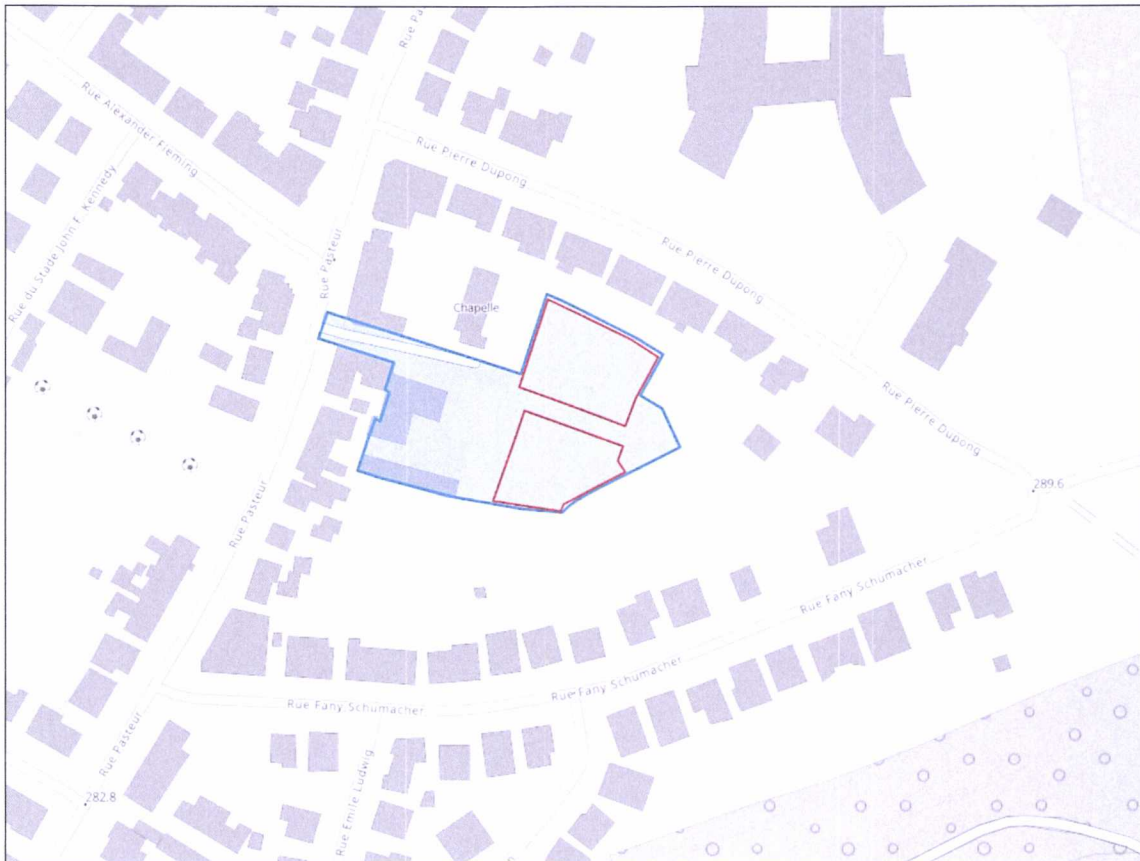 Rue Pa
Rue Alexander Fleming
Rue Pierre Dupong
Rue du Stade John F. Kennedy
Rue Pasteur
Rue Pierre Dupong
Chapelle
Rue Pierre Dupong
Rue Pasteur
289.6
Rue Fany Schumacher
Rue Fany Schumacher
Rue Fany Schumacher
Rue Pasteur
Rue Emile Ludwig
282.8